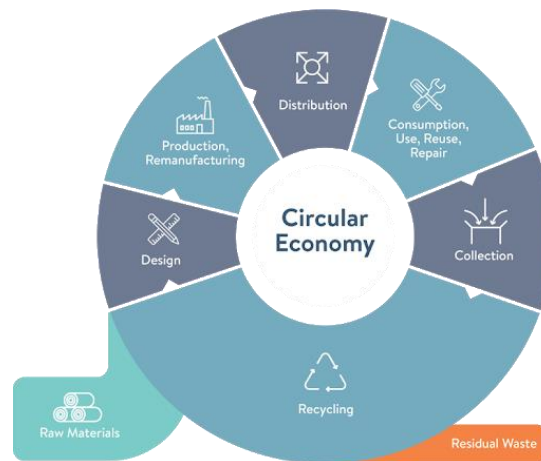 Distribution
Production,
Remanufacturing
Consumption,
Use, Reuse,
Repair
Circular
Economy
Design
Collection
Recycling
Raw Materials
Residual Waste